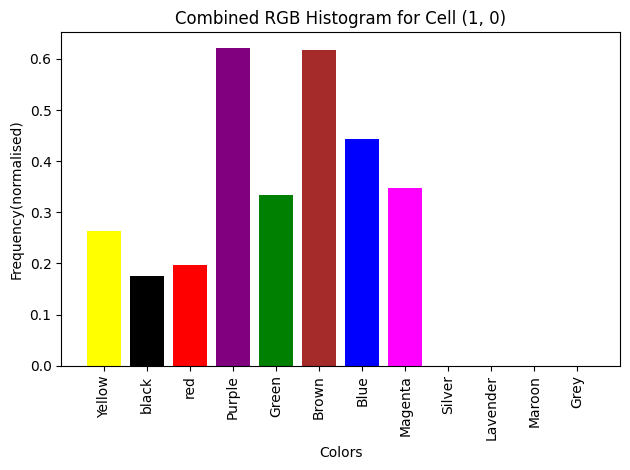 Combined RGB Histogram for Cell (1, 0)
Frequency(normalised)
0.6
0.5
0.4
0.3
0.2
0.1
0.0
Yellow
black
red
Purple
Green
Brown
Blue
Magenta
Silver
Lavender
Maroon
Grey
Colors